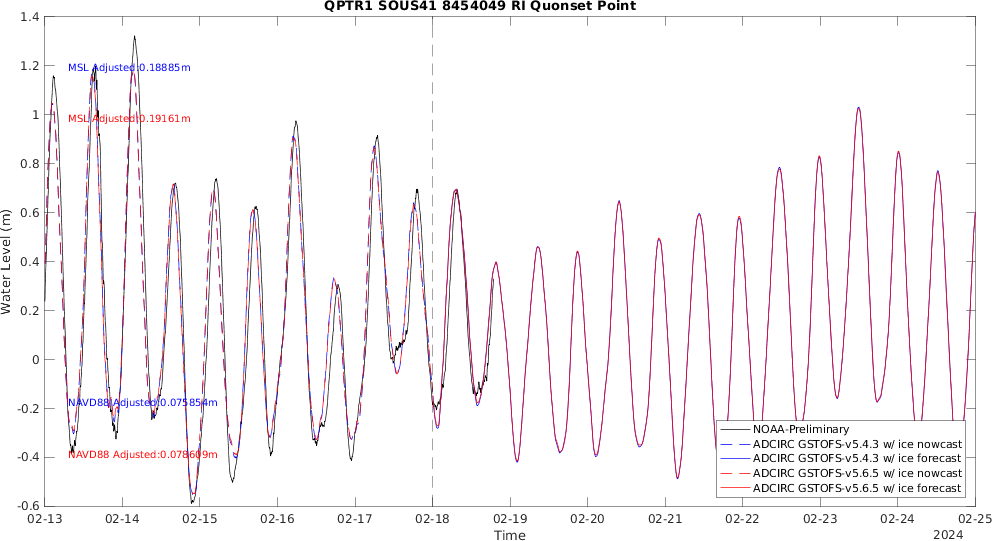 QPTR1 SOUS41 8454049 RI Quonset Point
1.4
1.2
1
0.8
0.6
0.4
0.2
0
-0.2
-0.4
-0.6
Water Level (m)
MSL Adjusted:0.18885m
MSL Adjusted:0.19161m
NAVD88 Adjusted:0.075854m
NAVD88 Adjusted:0.078609m
NOAA-Preliminary
ADCIRC GSTOFS-v5.4.3 w/ ice nowcast
ADCIRC GSTOFS-v5.4.3 w/ ice forecast
ADCIRC GSTOFS-v5.6.5 w/ ice nowcast
ADCIRC GSTOFS-v5.6.5 w/ ice forecast
02-13 02-14 02-15 02-16 02-17 02-18 02-19 02-20 02-21 02-22 02-23 02-24 02-25
Time
2024